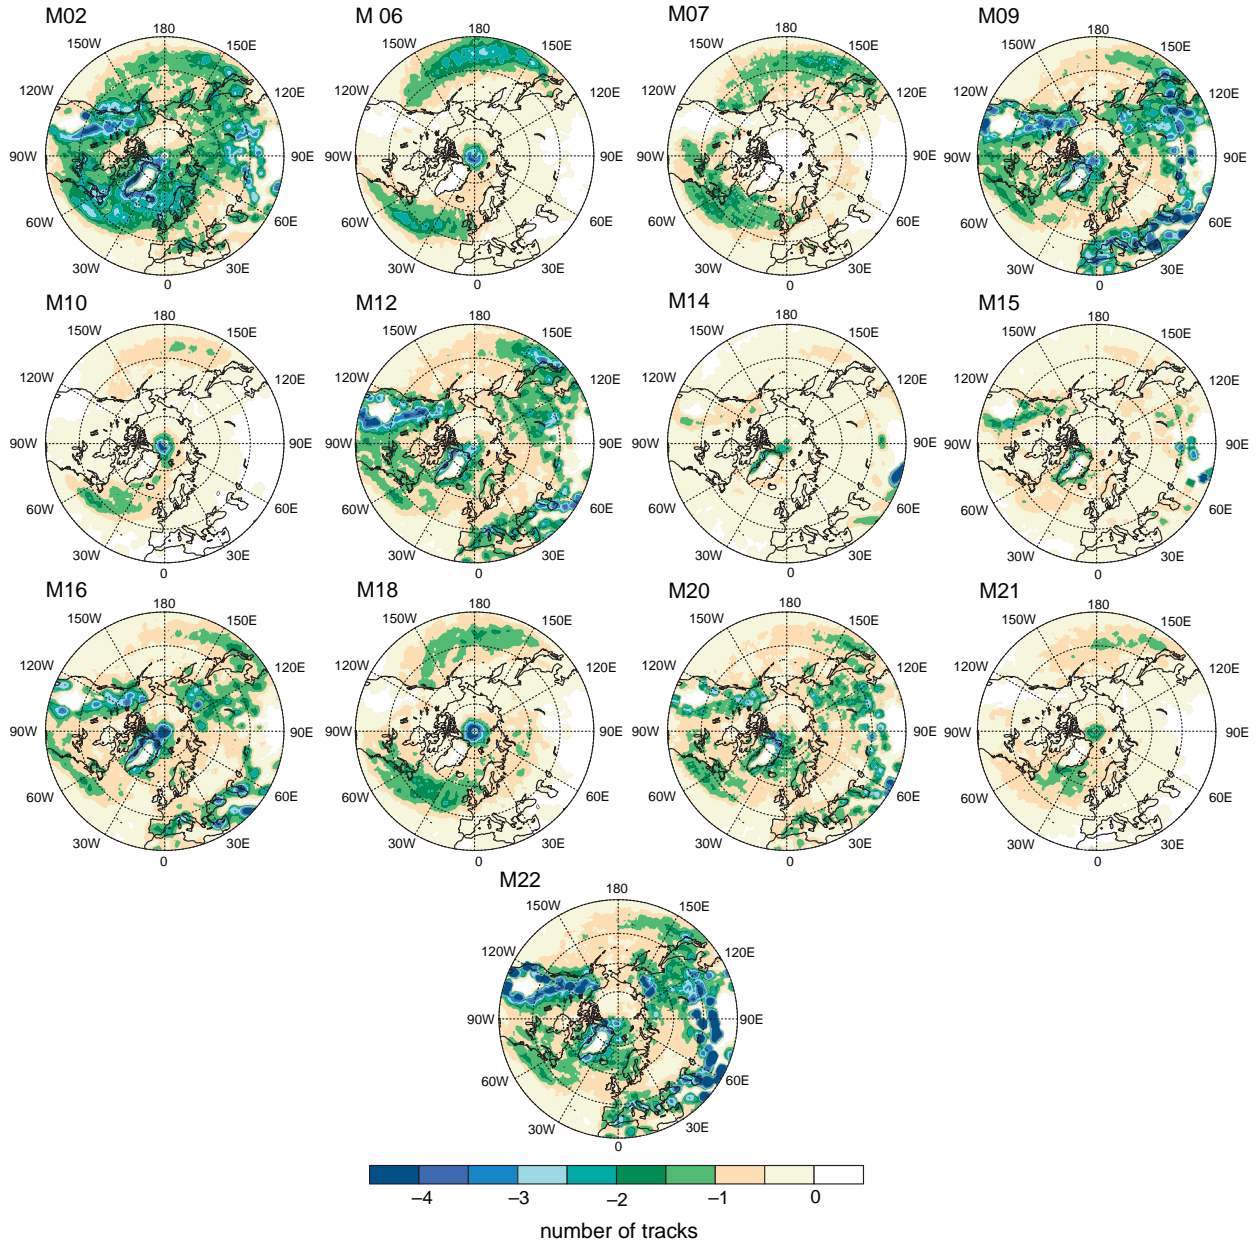 M02
M 06
M07
M09
180
180
180
180
150W
150E
150W
150E
150W
150E
150W
150E
120W
120E
120W
120E
120W
120E
120W
120E
90W
90E
90W
90E
90W
90E
90W
90E
60W
60E
60W
60E
60W
60E
60W
60E
30W
30E
30W
30E
30W
30E
30W
30E
0
0
0
0
M10
M12
M14
M15
180
180
180
180
150W
150E
150W
150E
150W
150E
150W
150E
120W
120E
120W
120E
120W
120E
120W
120E
90W
90E
90W
90E
90W
90E
90W
90E
60W
60E
60W
60E
60W
60E
60W
60E
30W
30E
30W
30E
30W
30E
30W
30E
0
0
0
0
M16
M18
M20
M21
180
180
180
180
150W
150E
150W
150E
150W
150E
150W
150E
120W
120E
120W
120E
120W
120E
120W
120E
90W
90E
90W
90E
90W
90E
90W
90E
60W
60E
60W
60E
60W
60E
60W
60E
30W
30E
30W
30E
30W
30E
30W
30E
0
0
0
0
M22
180
150W
150E
120W
120E
90W
90E
60W
60E
30W
30E
0
–4
–3
–2
–1
0
number of tracks